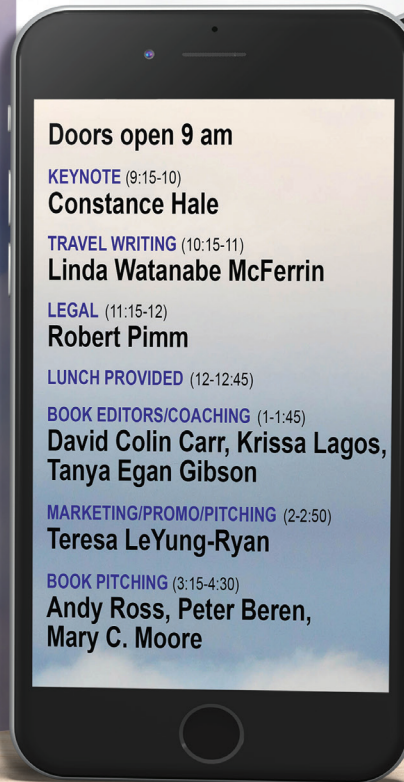 Doors open 9 am
KEYNOTE (9:15-10)
Constance Hale
TRAVEL WRITING (10:15-11)
Linda Watanabe McFerrin
LEGAL (11:15-12)
Robert Pimm
LUNCH PROVIDED (12-12:45)
BOOK EDITORS/COACHING (1-1:45)
David Colin Carr, Krissa Lagos,
Tanya Egan Gibson
MARKETING/PROMO/PITCHING (2-2:50)
Teresa LeYung-Ryan
BOOK PITCHING (3:15-4:30)
Andy Ross, Peter Beren,
Mary C. Moore